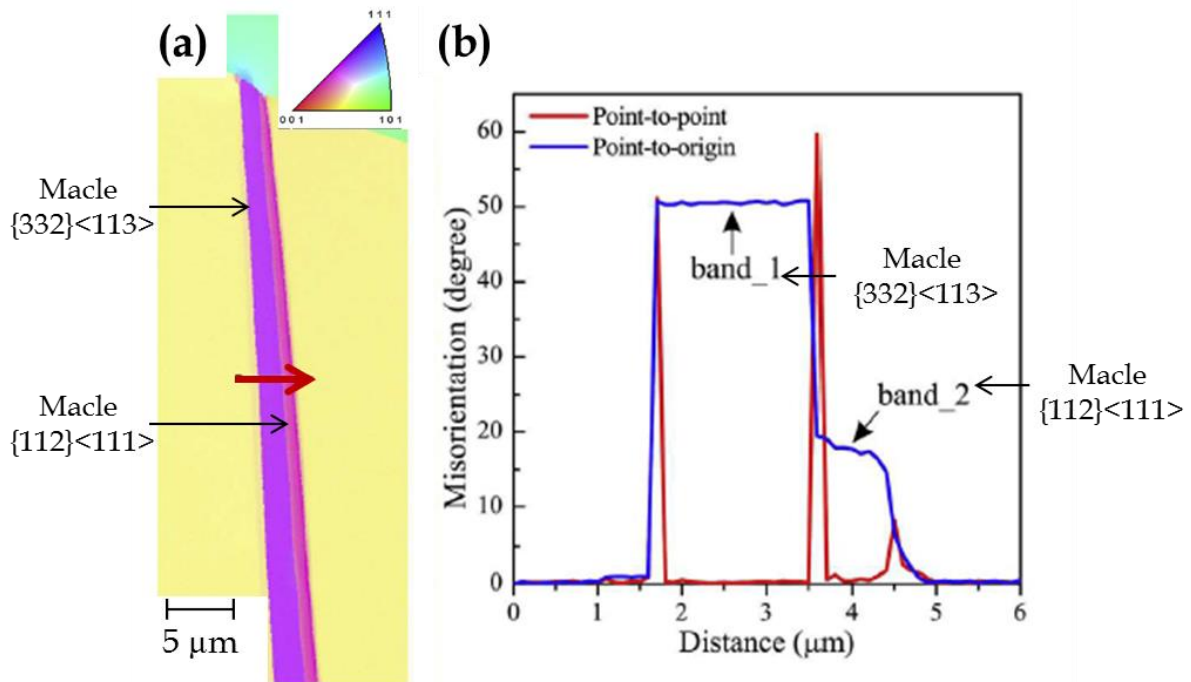 (a)
111
001
101
Macle
{332}<113>
Macle
{112}<111>
5 µm
(b)
Point-to-point
Point-to-origin
Misorientation (degree)
60
50
40
30
20
10
0
band_1
Macle
{332}<113>
band_2
Macle
{112}<111>
0
1
2
3
4
5
6
Distance (µm)